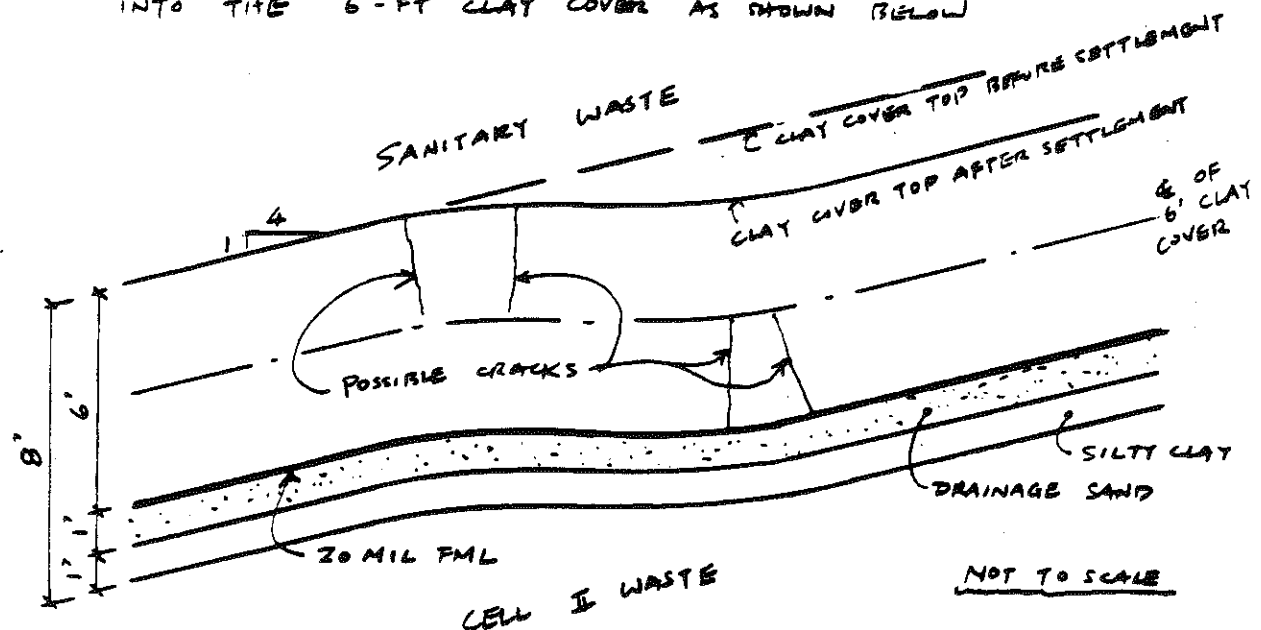 INTO THE 6-FT CLAY COVER AS SHOWN BELOW
SANITARY WASTE
CLAY COVER TOP BEFORE SETTLEMENT
CLAY COVER TOP AFTER SETTLEMENT
℄ OF
6' CLAY
COVER
4
1
POSSIBLE CRACKS
8'
6'
1'
1'
SILTY CLAY
DRAINAGE SAND
20 MIL FML
CELL II WASTE
NOT TO SCALE